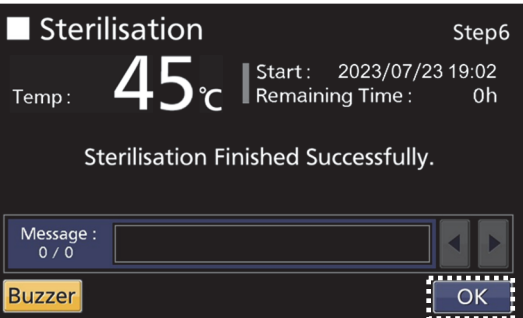 Sterilisation
Step6
Temp : 45℃
Start : 2023/07/23 19:02
Remaining Time : 0h
Sterilisation Finished Successfully.
Message :
0 / 0
Buzzer
OK